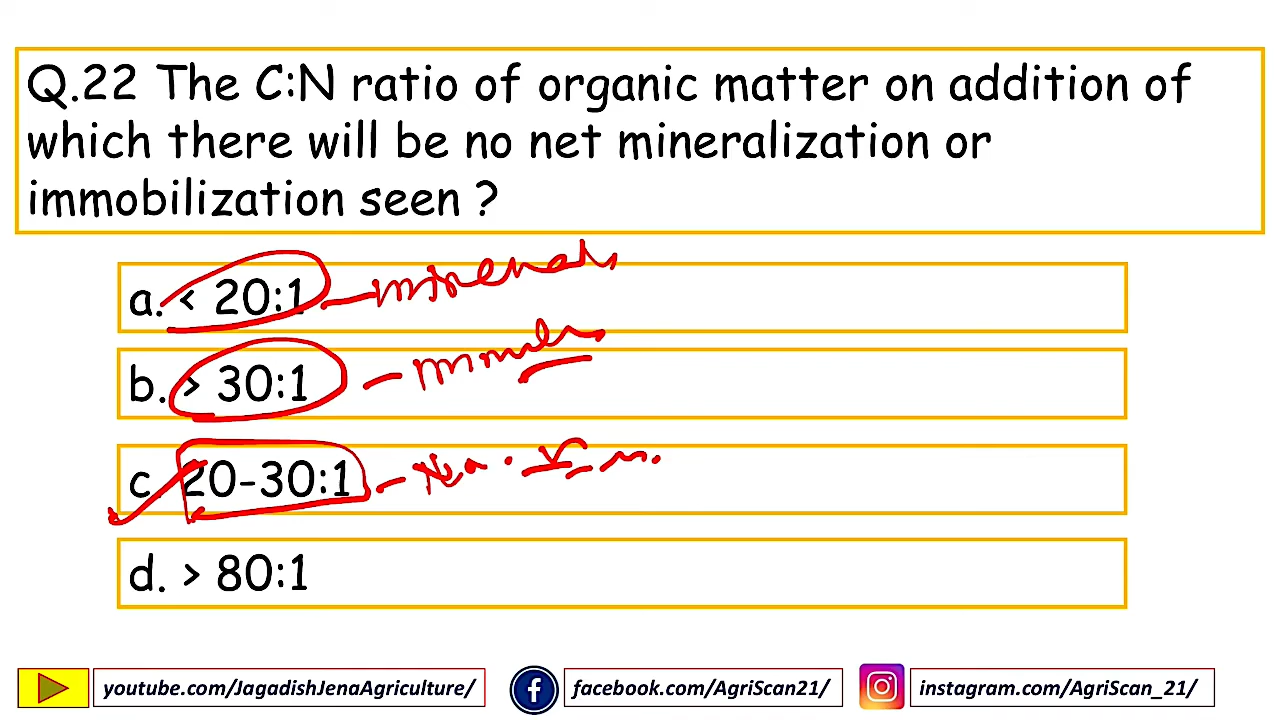 Q.22 The C:N ratio of organic matter on addition of
which there will be no net mineralization or
immobilization seen ?
a. < 20:1
b. > 30:1
c 20-30:1
d. > 80:1
youtube.com/JagadishJenaAgriculture/
facebook.com/AgriScan21/
instagram.com/AgriScan_21/